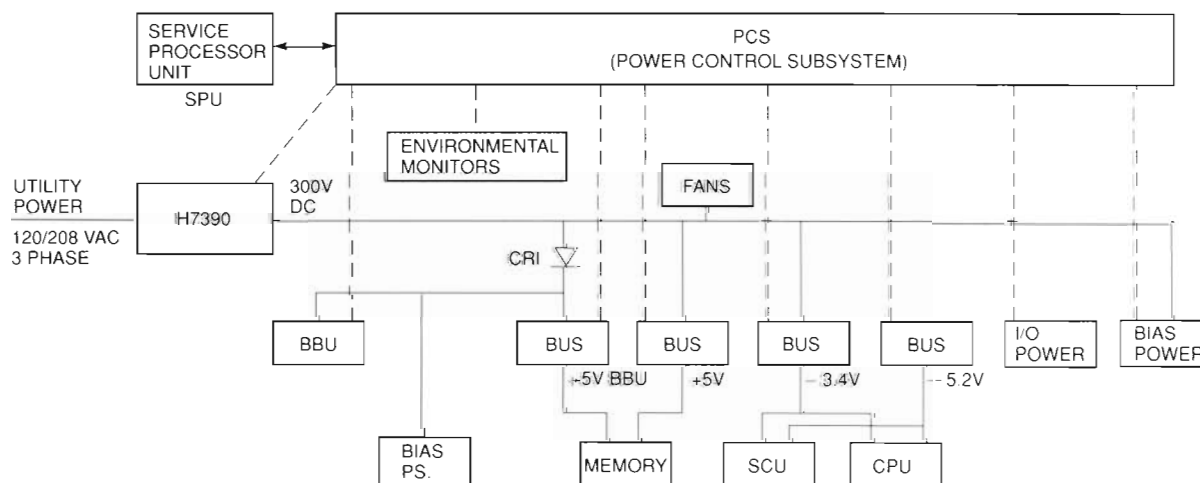 SERVICE
PROCESSOR
UNIT
SPU
PCS
(POWER CONTROL SUBSYSTEM)
ENVIRONMENTAL
MONITORS
FANS
UTILITY
POWER
120/208 VAC
3 PHASE
H7390
300V
DC
CRI
BBU
BUS
BUS
BUS
BUS
I/O
POWER
BIAS
POWER
+5V BBU
+5V
-3.4V
-5.2V
BIAS
PS.
MEMORY
SCU
CPU